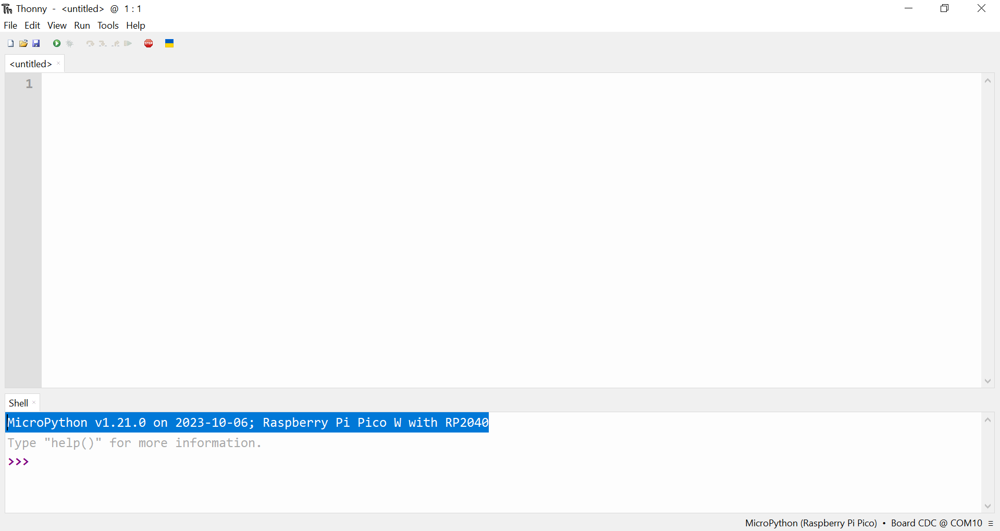 Thonny - <untitled> @ 1 : 1
File Edit View Run Tools Help
STOP
<untitled> ×
1
Shell ×
MicroPython v1.21.0 on 2023-10-06; Raspberry Pi Pico W with RP2040
Type "help()" for more information.
>>>
MicroPython (Raspberry Pi Pico) • Board CDC @ COM10 ≡